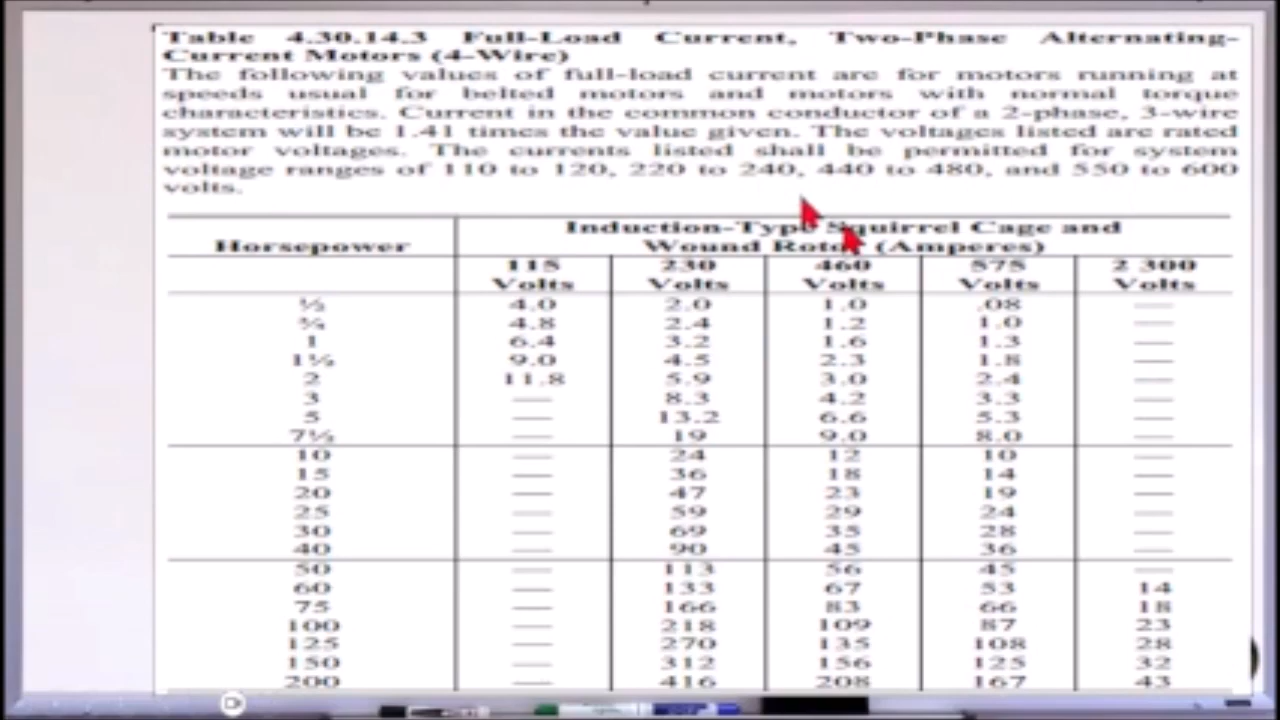 Table 4.30.14.3 Full-Load Current, Two-Phase Alternating-
Current Motors (4-Wire)
The following values of full-load current are for motors running at
speeds usual for belted motors and motors with normal torque
characteristics. Current in the common conductor of a 2-phase, 3-wire
system will be 1.41 times the value given. The voltages listed are rated
motor voltages. The currents listed shall be permitted for system
voltage ranges of 110 to 120, 220 to 240, 440 to 480, and 550 to 600
volts.
Horsepower
Induction-Type Squirrel Cage and
Wound Rotor (Amperes)
115 230 460 575 2 300
Volts Volts Volts Volts Volts
½ 4.0 2.0 1.0 .08 —
¾ 4.8 2.4 1.2 1.0 —
1 6.4 3.2 1.6 1.3 —
1½ 9.0 4.5 2.3 1.8 —
2 11.8 5.9 3.0 2.4 —
3 — 8.3 4.2 3.3 —
5 — 13.2 6.6 5.3 —
7½ — 19 9.0 8.0 —
10 — 24 12 10 —
15 — 36 18 14 —
20 — 47 23 19 —
25 — 59 29 24 —
30 — 69 35 28 —
40 — 90 45 36 —
50 — 113 56 45 —
60 — 133 67 53 14
75 — 166 83 66 18
100 — 218 109 87 23
125 — 270 135 108 28
150 — 312 156 125 32
200 — 416 208 167 43